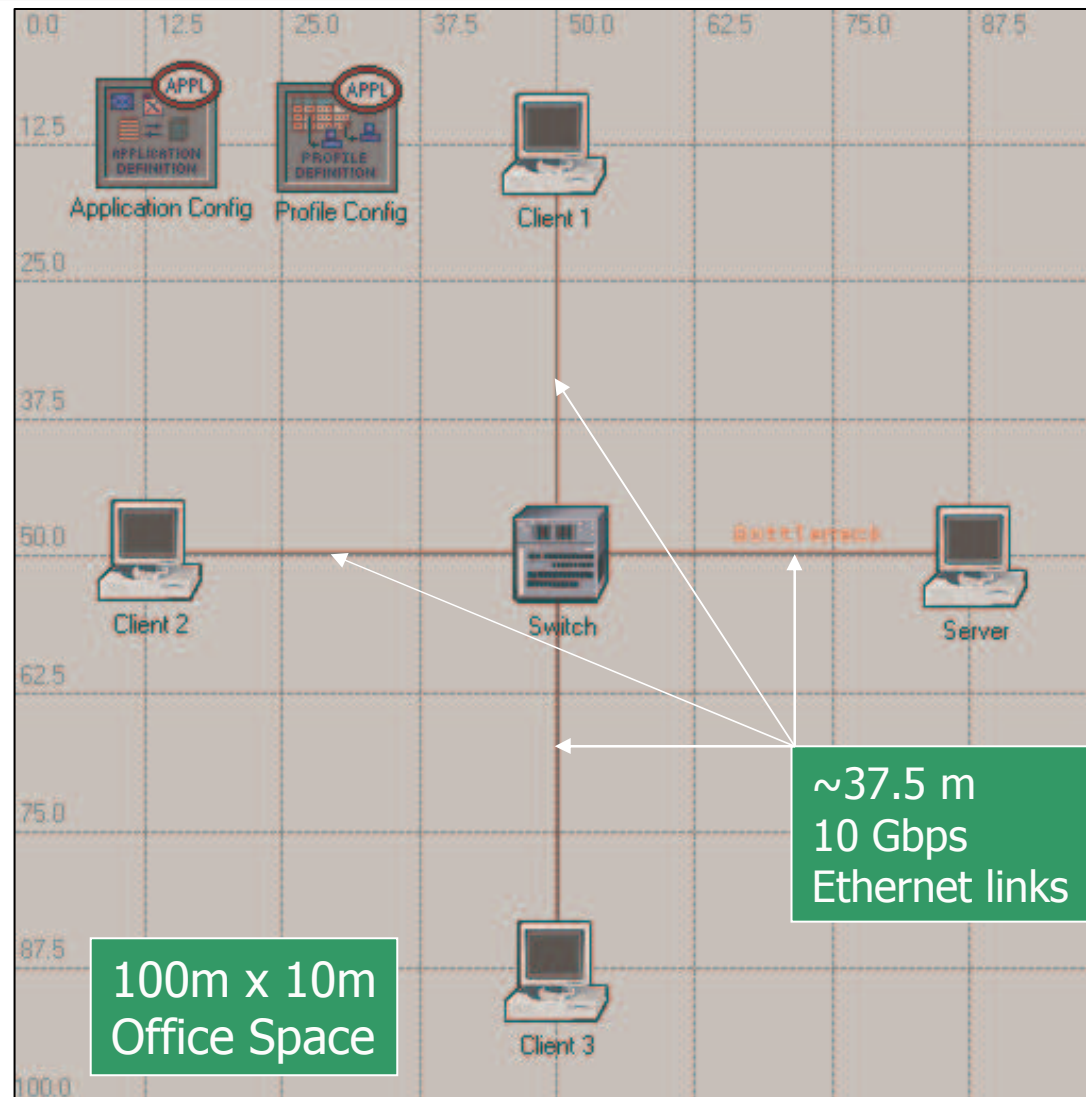 0.0 12.5 25.0 37.5 50.0 62.5 75.0 87.5
APPL
APPL
12.5
APPLICATION
DEFINITION
PROFILE
DEFINITION
Application Config
Profile Config
Client 1
25.0
37.5
50.0
Client 2
Switch
Server
62.5
~37.5 m
10 Gbps
Ethernet links
75.0
87.5
100m x 10m
Office Space
Client 3
100.0